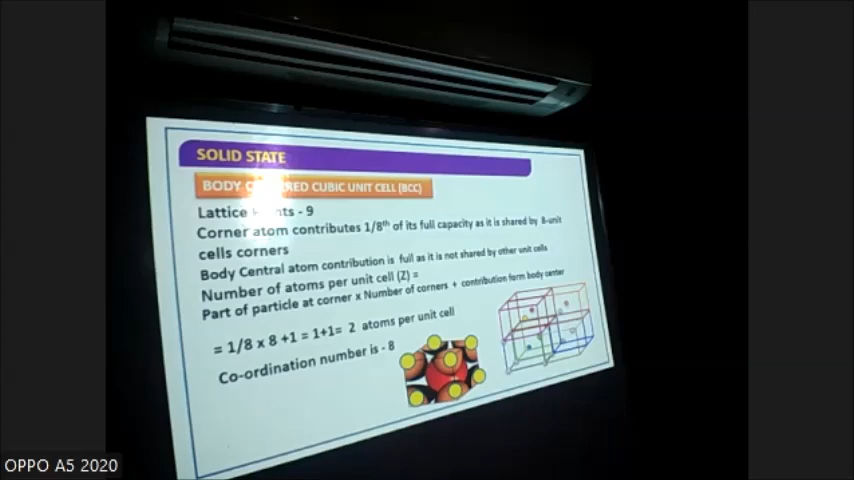 SOLID STATE
BODY RED CUBIC UNIT CELL (BCC)
Lattice - 9
Corner atom contributes 1/8th of its full capacity as it is shared by 8-unit
cells corners
Body Central atom contribution is full as it is not shared by other unit cells
Number of atoms per unit cell (Z) =
Part of particle at corner x Number of corners + contribution form body center
= 1/8 x 8 +1 = 1+1= 2 atoms per unit cell
Co-ordination number is - 8
OPPO A5 2020